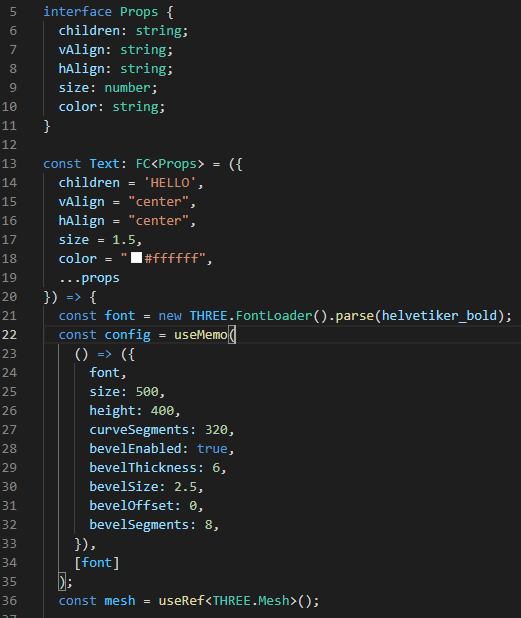 5 interface Props {
6   children: string;
7   vAlign: string;
8   hAlign: string;
9   size: number;
10   color: string;
11 }
12
13 const Text: FC<Props> = ({
14   children = 'HELLO',
15   vAlign = "center",
16   hAlign = "center",
17   size = 1.5,
18   color = "#ffffff",
19   ...props
20 }) => {
21   const font = new THREE.FontLoader().parse(helvetiker_bold);
22   const config = useMemo(
23     () => ({
24       font,
25       size: 500,
26       height: 400,
27       curveSegments: 320,
28       bevelEnabled: true,
29       bevelThickness: 6,
30       bevelSize: 2.5,
31       bevelOffset: 0,
32       bevelSegments: 8,
33     }),
34     [font]
35   );
36   const mesh = useRef<THREE.Mesh>();